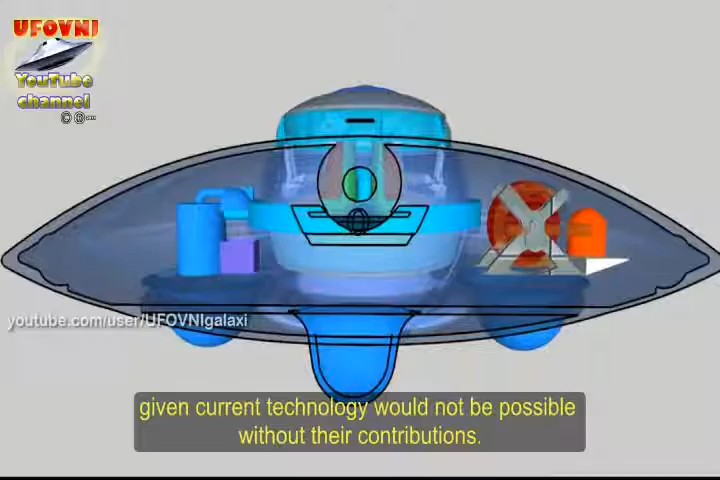 UFOVNI
YouTube
channel
youtube.com/user/UFOVNIgalaxi
given current technology would not be possible
without their contributions.